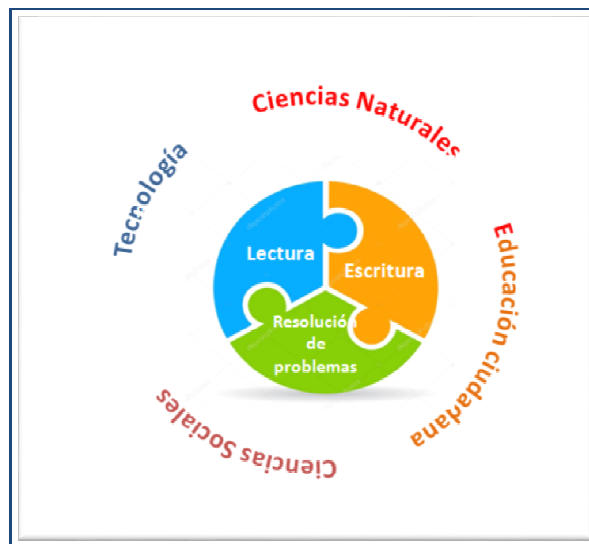 Ciencias Naturales
Tecnología
Educación ciudadana
Lectura
Escritura
Resolución
de
problemas
Ciencias Sociales